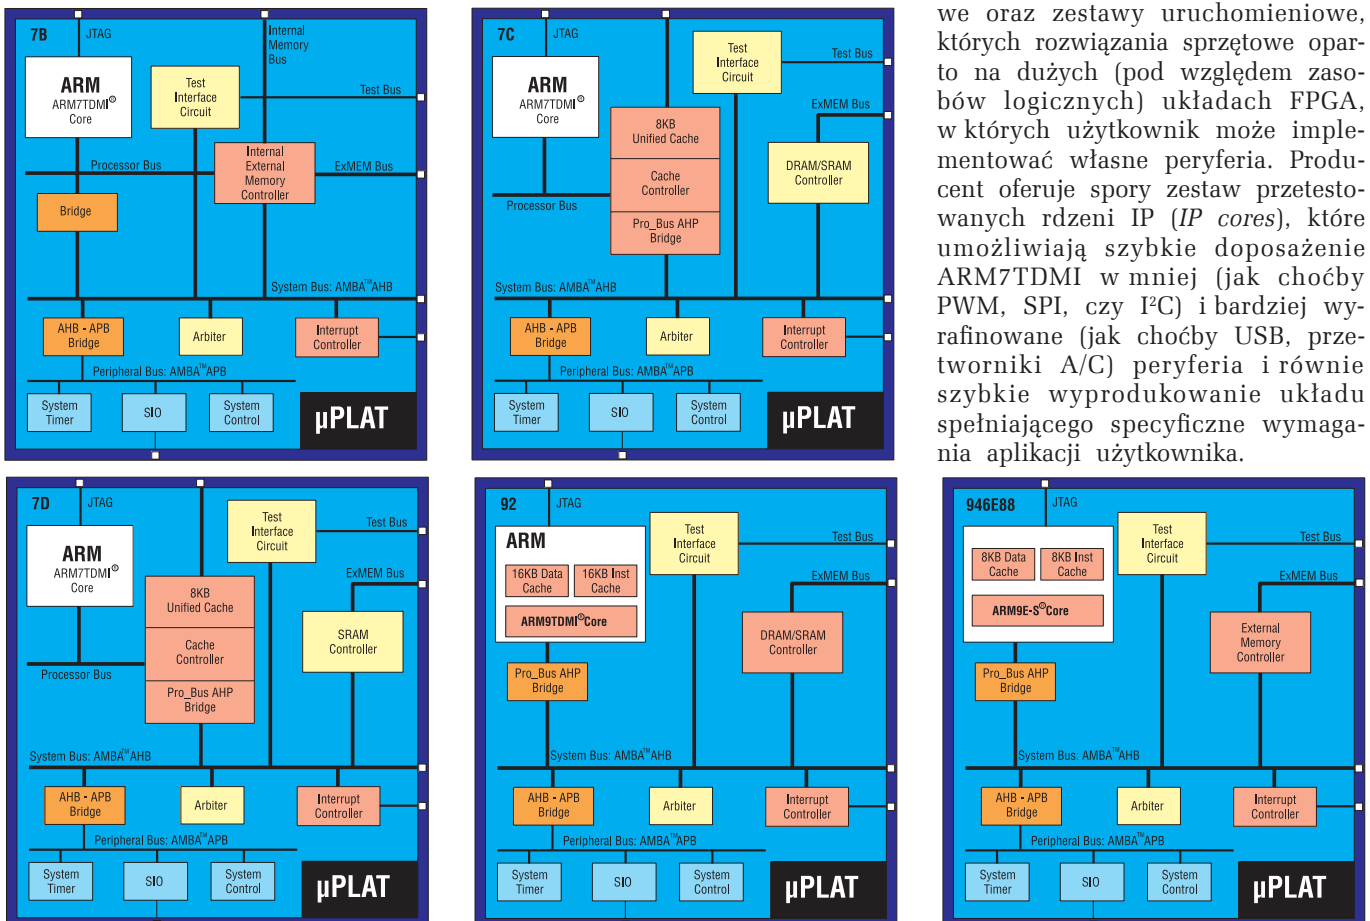 7B
JTAG
Internal
Memory
Bus
ARM
ARM7TDMI®
Core
Test
Interface
Circuit
Test Bus
Processor Bus
Internal
External
Memory
Controller
ExMEM Bus
Bridge
System Bus: AMBA™AHB
AHB - APB
Bridge
Arbiter
Interrupt
Controller
Peripheral Bus: AMBA™APB
System
Timer
SIO
System
Control
µPLAT
7C
JTAG
ARM
ARM7TDMI®
Core
Test
Interface
Circuit
Test Bus
ExMEM Bus
8KB
Unified Cache
Cache
Controller
Pro_Bus AHP
Bridge
DRAM/SRAM
Controller
Processor Bus
System Bus: AMBA™AHB
AHB - APB
Bridge
Arbiter
Interrupt
Controller
Peripheral Bus: AMBA™APB
System
Timer
SIO
System
Control
µPLAT
we oraz zestawy uruchomieniowe,
których rozwiązania sprzętowe opar-
to na dużych (pod względem zaso-
bów logicznych) układach FPGA,
w których użytkownik może imple-
mentować własne peryferia. Produ-
cent oferuje spory zestaw przetesto-
wanych rdzeni IP (IP cores), które
umożliwiają szybkie doposażenie
ARM7TDMI w mniej (jak choćby
PWM, SPI, czy I²C) i bardziej wy-
rafinowane (jak choćby USB, prze-
tworniki A/C) peryferia i równie
szybkie wyprodukowanie układu
spełniającego specyficzne wymaga-
nia aplikacji użytkownika.
7D
JTAG
ARM
ARM7TDMI®
Core
Test
Interface
Circuit
Test Bus
ExMEM Bus
8KB
Unified Cache
Cache
Controller
Pro_Bus AHP
Bridge
SRAM
Controller
Processor Bus
System Bus: AMBA™AHB
AHB - APB
Bridge
Arbiter
Interrupt
Controller
Peripheral Bus: AMBA™APB
System
Timer
SIO
System
Control
µPLAT
92
JTAG
ARM
16KB Data
Cache
16KB Inst
Cache
ARM9TDMI®Core
Test
Interface
Circuit
Test Bus
ExMEM Bus
DRAM/SRAM
Controller
Pro_Bus AHP
Bridge
System Bus: AMBA™AHB
AHB - APB
Bridge
Arbiter
Interrupt
Controller
Peripheral Bus: AMBA™APB
System
Timer
SIO
System
Control
µPLAT
946E88
JTAG
8KB Data
Cache
8KB Inst
Cache
ARM9E-S®Core
Test
Interface
Circuit
Test Bus
ExMEM Bus
External
Memory
Controller
Pro_Bus AHP
Bridge
System Bus: AMBA™AHB
AHB - APB
Bridge
Arbiter
Interrupt
Controller
Peripheral Bus: AMBA™APB
System
Timer
SIO
System
Control
µPLAT